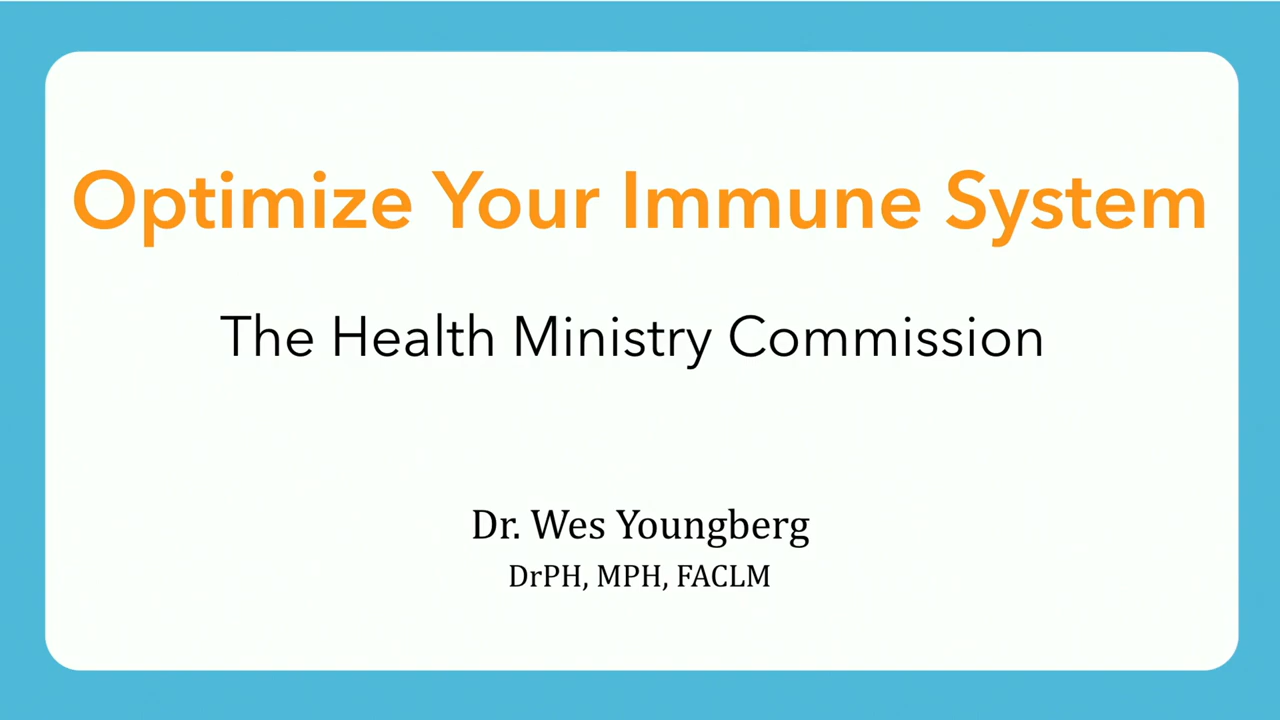 Optimize Your Immune System
The Health Ministry Commission
Dr. Wes Youngberg
DrPH, MPH, FACLM